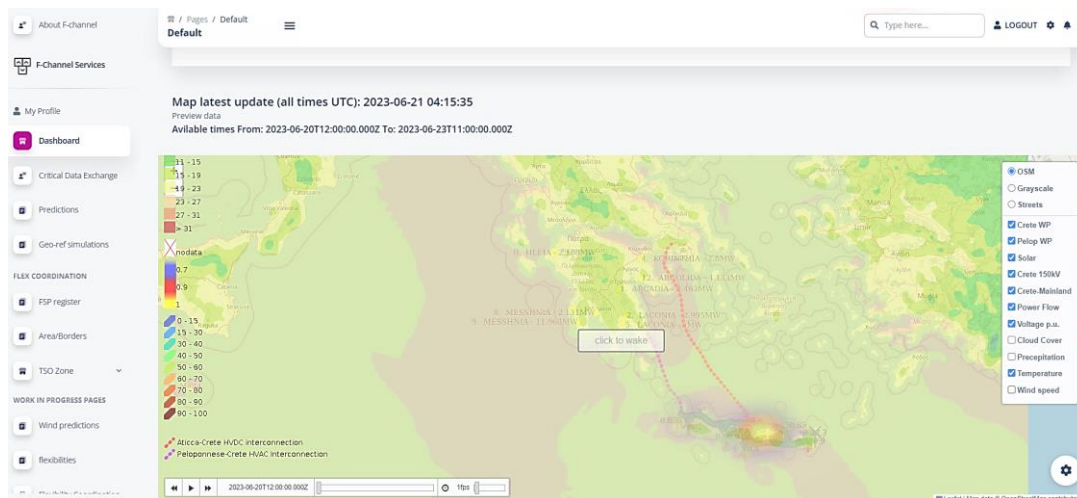 About F-channel
F-Channel Services
My Profile
Dashboard
Critical Data Exchange
Predictions
Geo-ref simulations
FLEX COORDINATION
FSP register
Area/Borders
TSO Zone
WORK IN PROGRESS PAGES
Wind predictions
flexibilities
/ Pages / Default
Default
Type here...
LOGOUT
Map latest update (all times UTC): 2023-06-21 04:15:35
Preview data
Avilable times From: 2023-06-20T12:00:00.000Z To: 2023-06-23T11:00:00.000Z
11 - 15
15 - 19
19 - 23
23 - 27
27 - 31
> 31
nodata
0.7
0.9
1
0 - 15
15 - 30
30 - 40
40 - 50
50 - 60
60 - 70
70 - 80
80 - 90
90 - 100
Aticca-Crete HVDC interconnection
Peloponnese-Crete HVAC Interconnection
click to wake
OSM
Grayscale
Streets
Crete WP
Pelop WP
Solar
Crete 150kV
Crete-Mainland
Power Flow
Voltage p.u.
Cloud Cover
Precipitation
Temperature
Wind speed
2023-06-20T12:00:00.000Z
1fps